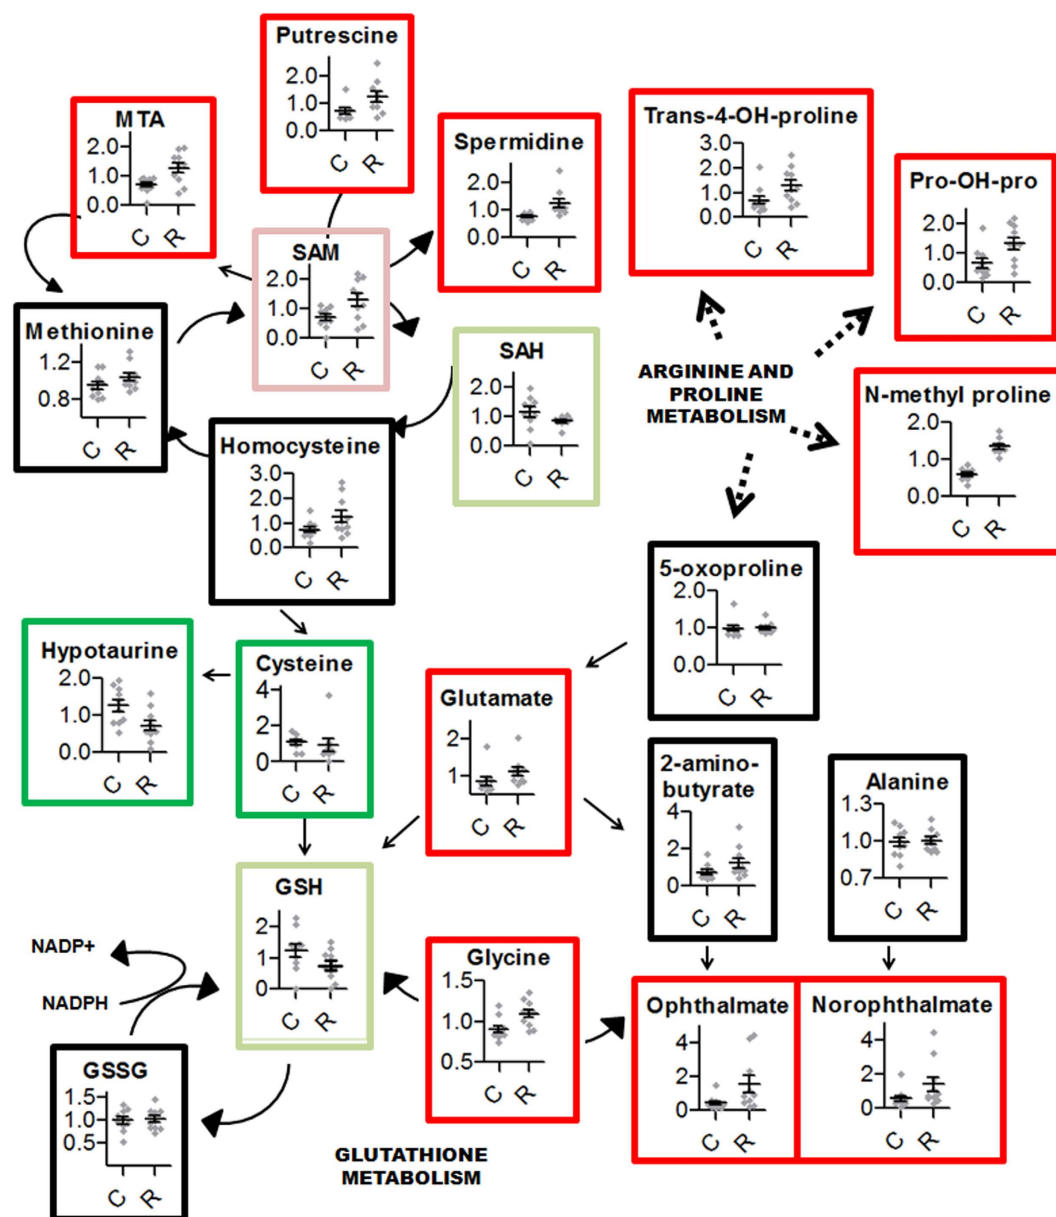 Putrescine
2.0
1.0
0.0
C R
MTA
2.0
1.0
0.0
C R
Spermidine
2.0
1.0
0.0
C R
Trans-4-OH-proline
3.0
2.0
1.0
0.0
C R
Pro-OH-pro
2.0
1.0
0.0
C R
SAM
2.0
1.0
0.0
C R
Methionine
1.2
0.8
C R
SAH
2.0
1.0
0.0
C R
ARGININE AND
PROLINE
METABOLISM
N-methyl proline
2.0
1.0
0.0
C R
Homocysteine
3.0
2.0
1.0
0.0
C R
5-oxoproline
2.0
1.0
0.0
C R
Hypotaurine
2.0
1.0
0.0
C R
Cysteine
4
2
0
C R
Glutamate
2
1
C R
2-amino-
butyrate
4
2
0
C R
Alanine
1.3
1.0
0.7
C R
GSH
2
1
0
C R
NADP+
NADPH
Glycine
1.5
1.0
0.5
C R
Ophthalmate
4
2
0
C R
Norophthalmate
4
2
0
C R
GSSG
1.5
1.0
0.5
C R
GLUTATHIONE
METABOLISM